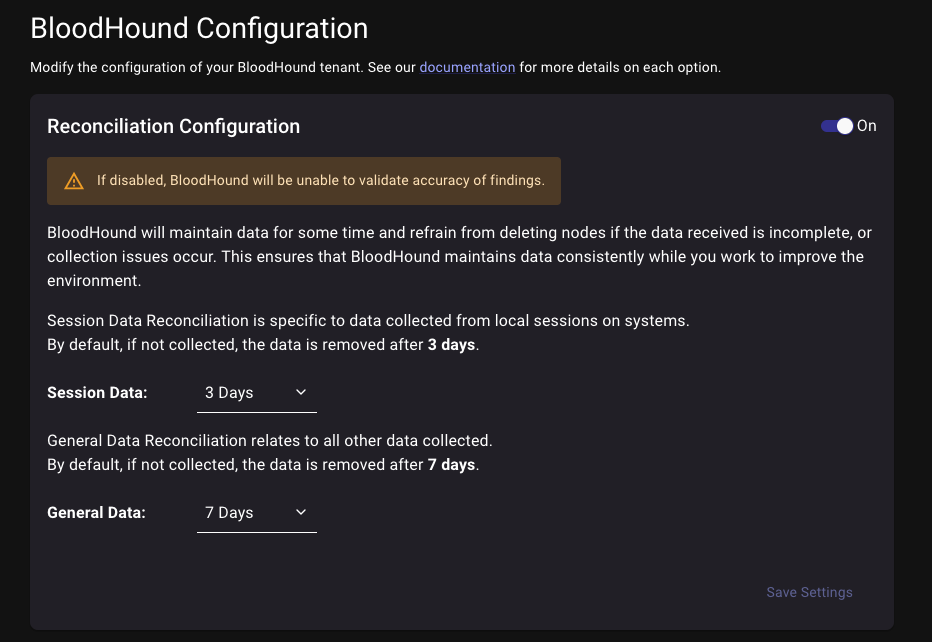 BloodHound Configuration
Modify the configuration of your BloodHound tenant. See our documentation for more details on each option.
Reconciliation Configuration
On
If disabled, BloodHound will be unable to validate accuracy of findings.
BloodHound will maintain data for some time and refrain from deleting nodes if the data received is incomplete, or
collection issues occur. This ensures that BloodHound maintains data consistently while you work to improve the
environment.
Session Data Reconciliation is specific to data collected from local sessions on systems.
By default, if not collected, the data is removed after 3 days.
Session Data: 3 Days
General Data Reconciliation relates to all other data collected.
By default, if not collected, the data is removed after 7 days.
General Data: 7 Days
Save Settings